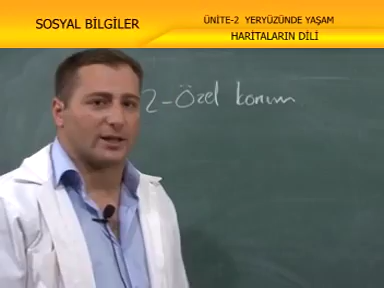 SOSYAL BİLGİLER
ÜNİTE-2 YERYÜZÜNDE YAŞAM
HARİTALARIN DİLİ
2-Özel konum